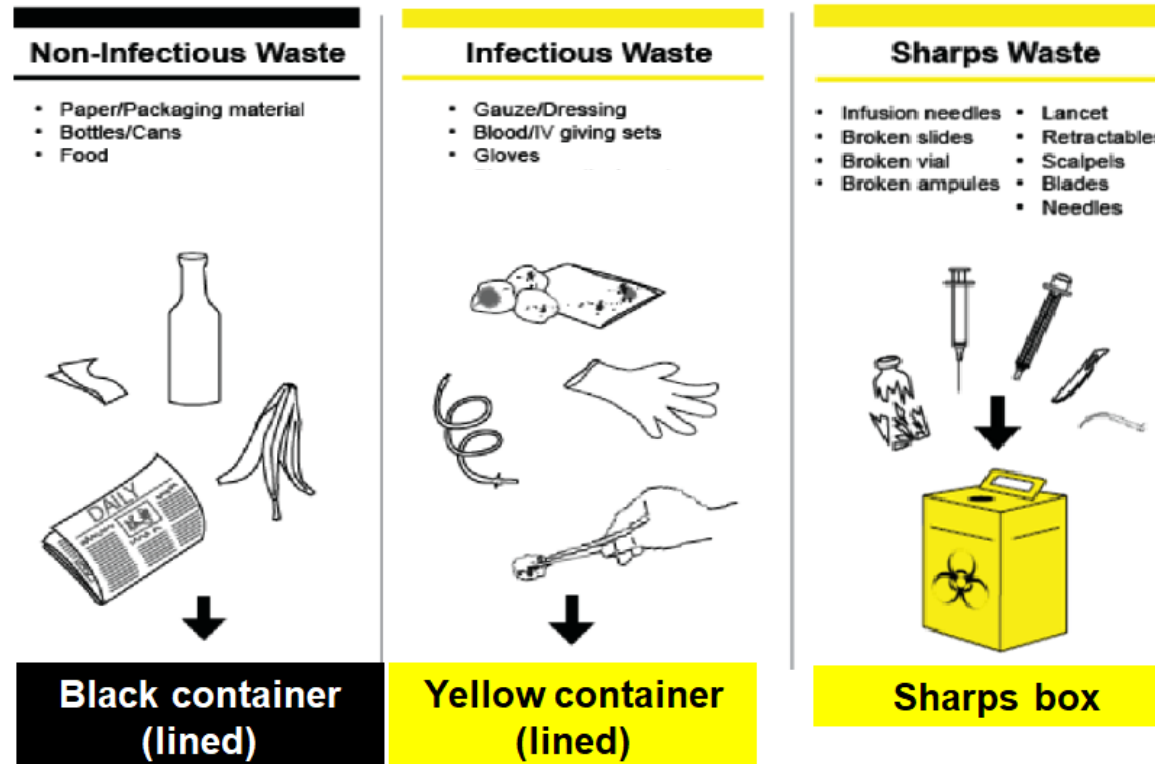 Non-Infectious Waste
• Paper/Packaging material
• Bottles/Cans
• Food
DAILY
Black container
(lined)
Infectious Waste
• Gauze/Dressing
• Blood/IV giving sets
• Gloves
Yellow container
(lined)
Sharps Waste
• Infusion needles
• Broken slides
• Broken vial
• Broken ampules
• Lancet
• Retractables
• Scalpels
• Blades
• Needles
Sharps box